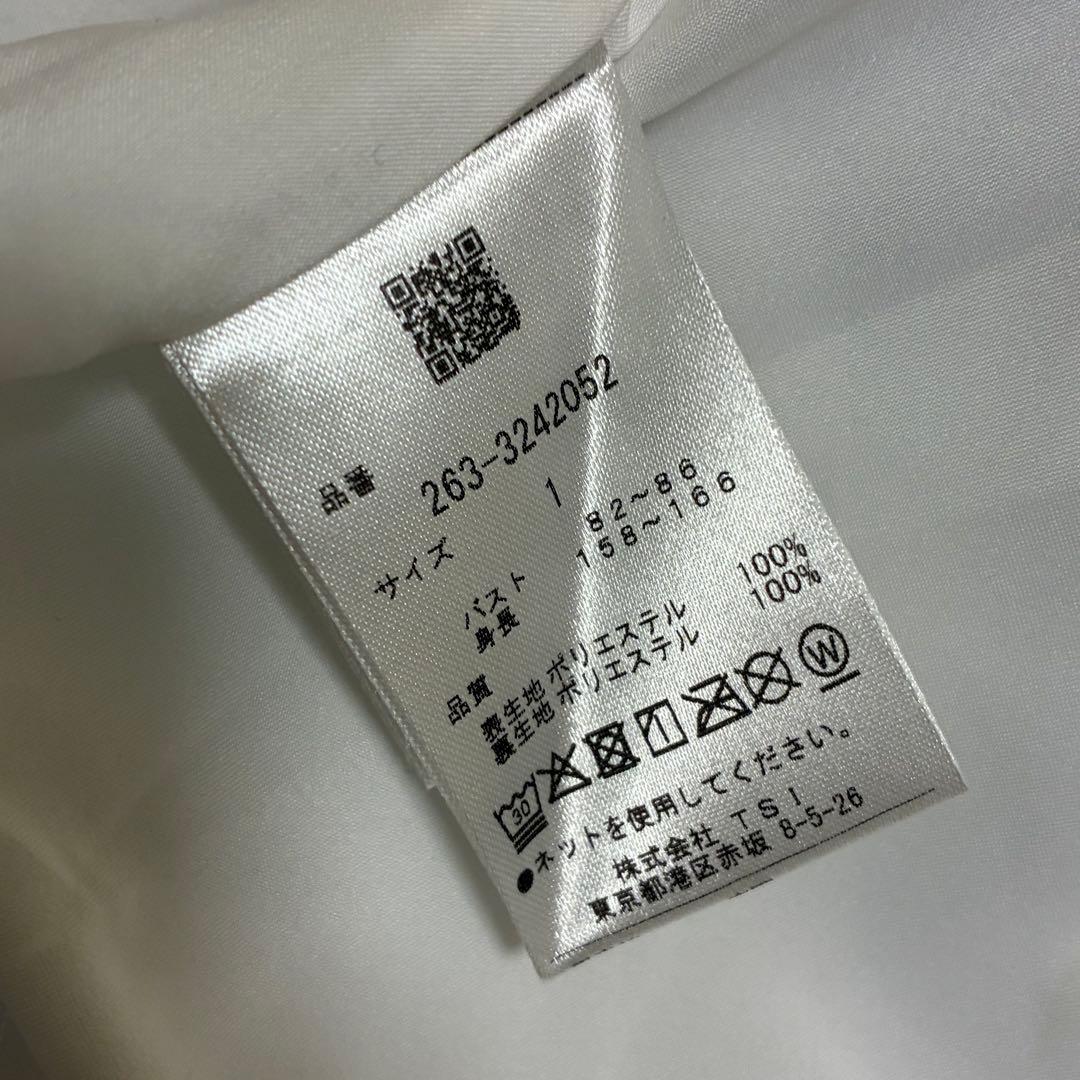 品番 263-3242052
サイズ 1
バスト 82~86
身長 158~166
品質
表生地 ポリエステル 100%
裏生地 ポリエステル 100%
30 W
●ネットを使用してください。
株式会社 TSI
東京都港区赤坂 8-5-26